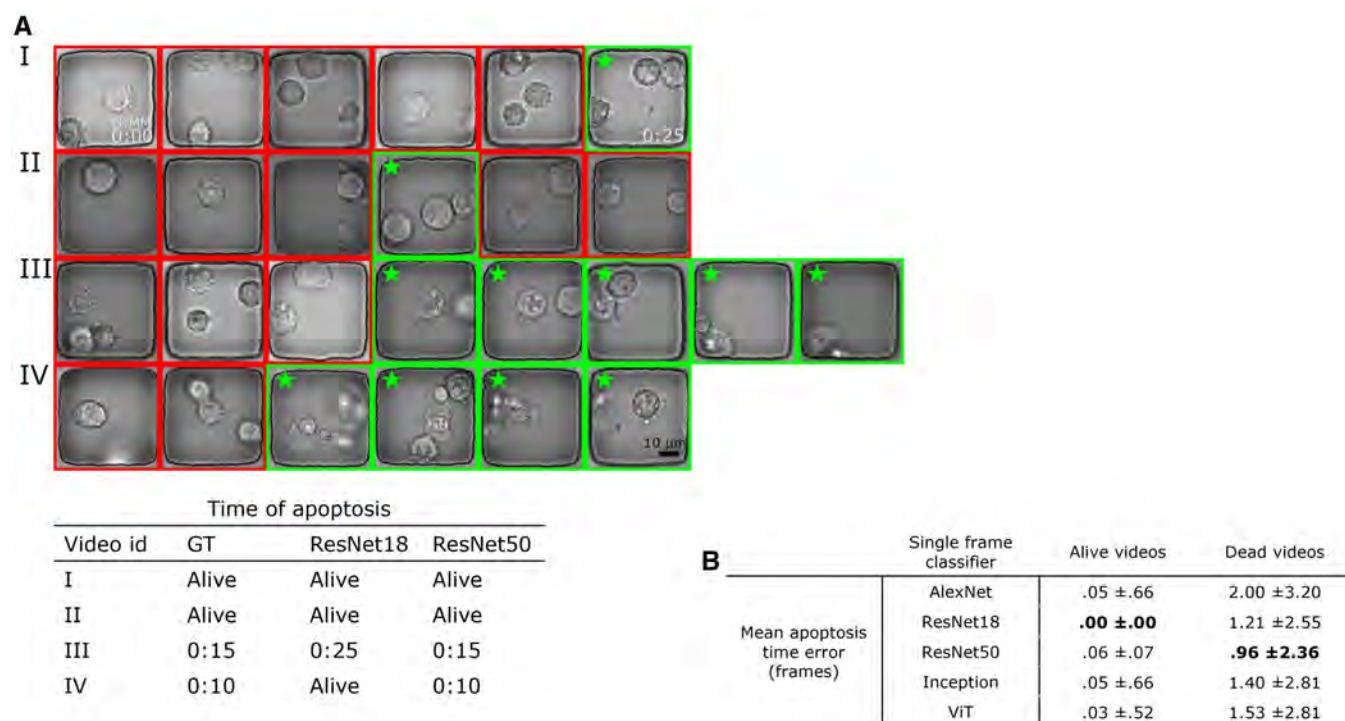 A
I
0:00
0:25
II
III
IV
10 µm
Time of apoptosis
Video id GT ResNet18 ResNet50
I Alive Alive Alive
II Alive Alive Alive
III 0:15 0:25 0:15
IV 0:10 Alive 0:10
B
Single frame classifier Alive videos Dead videos
Mean apoptosis time error (frames)
AlexNet .05 ±.66 2.00 ±3.20
ResNet18 .00 ±.00 1.21 ±2.55
ResNet50 .06 ±.07 .96 ±2.36
Inception .05 ±.66 1.40 ±2.81
ViT .03 ±.52 1.53 ±2.81